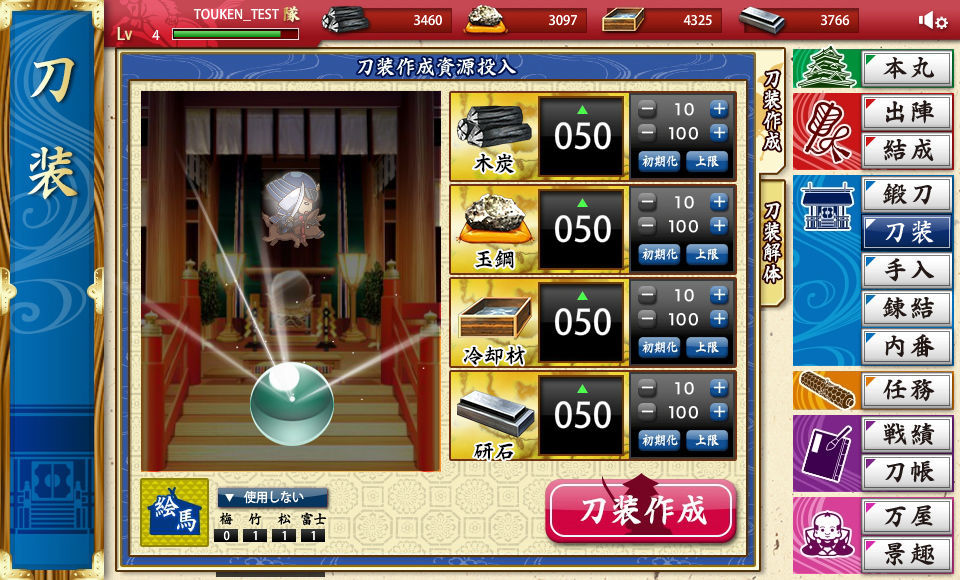 TOUKEN_TEST 隊
Lv 4
3460
3097
4325
3766
刀装
刀装作成資源投入
木炭
050
10
100
初期化 上限
玉鋼
050
10
100
初期化 上限
冷却材
050
10
100
初期化 上限
砥石
050
10
100
初期化 上限
絵馬
▼ 使用しない
梅 竹 松 富士
0 1 1 1
刀装作成
刀装作成
刀装解体
本丸
出陣
結成
鍛刀
刀装
手入
錬結
内番
任務
戦績
刀帳
万屋
景趣